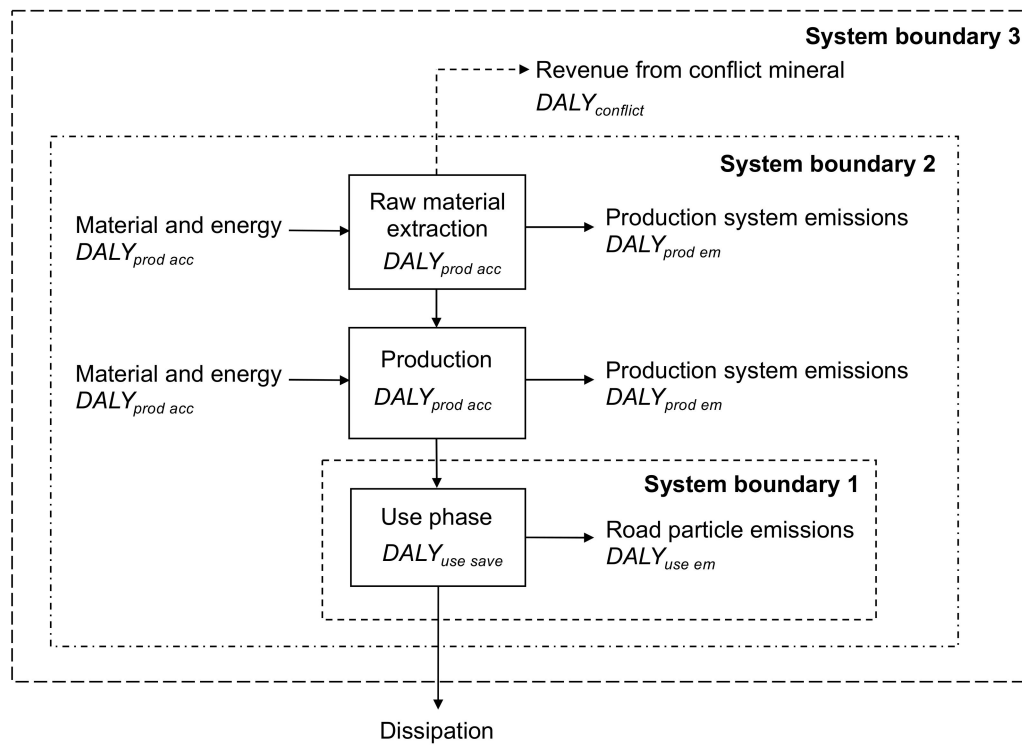 System boundary 3
Revenue from conflict mineral
DALYconflict
System boundary 2
Raw material
extraction
DALYprod acc
Material and energy
DALYprod acc
Production system emissions
DALYprod em
Production
DALYprod acc
Material and energy
DALYprod acc
Production system emissions
DALYprod em
System boundary 1
Use phase
DALYuse save
Road particle emissions
DALYuse em
Dissipation